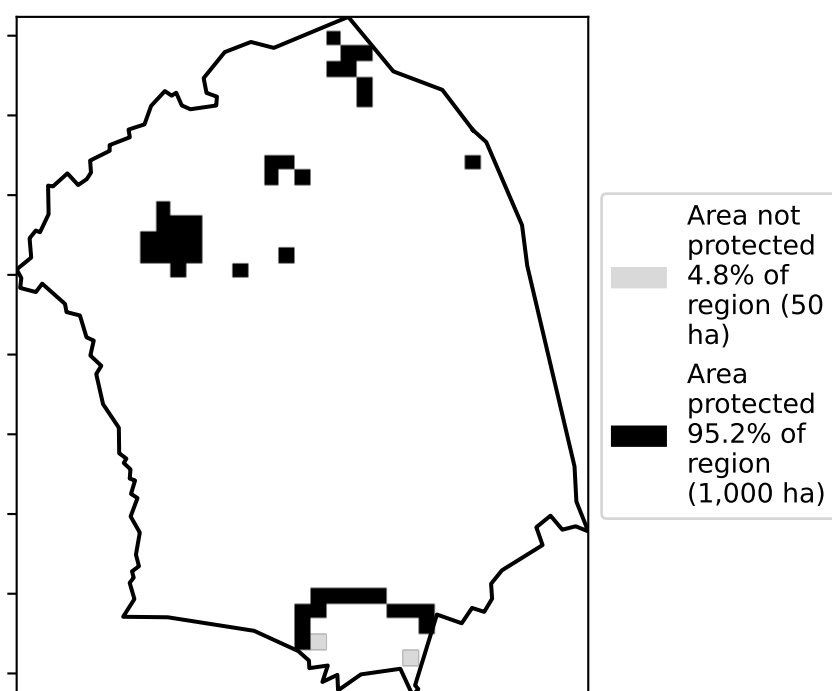 Area not
protected
4.8% of
region (50
ha)
Area
protected
95.2% of
region
(1,000 ha)